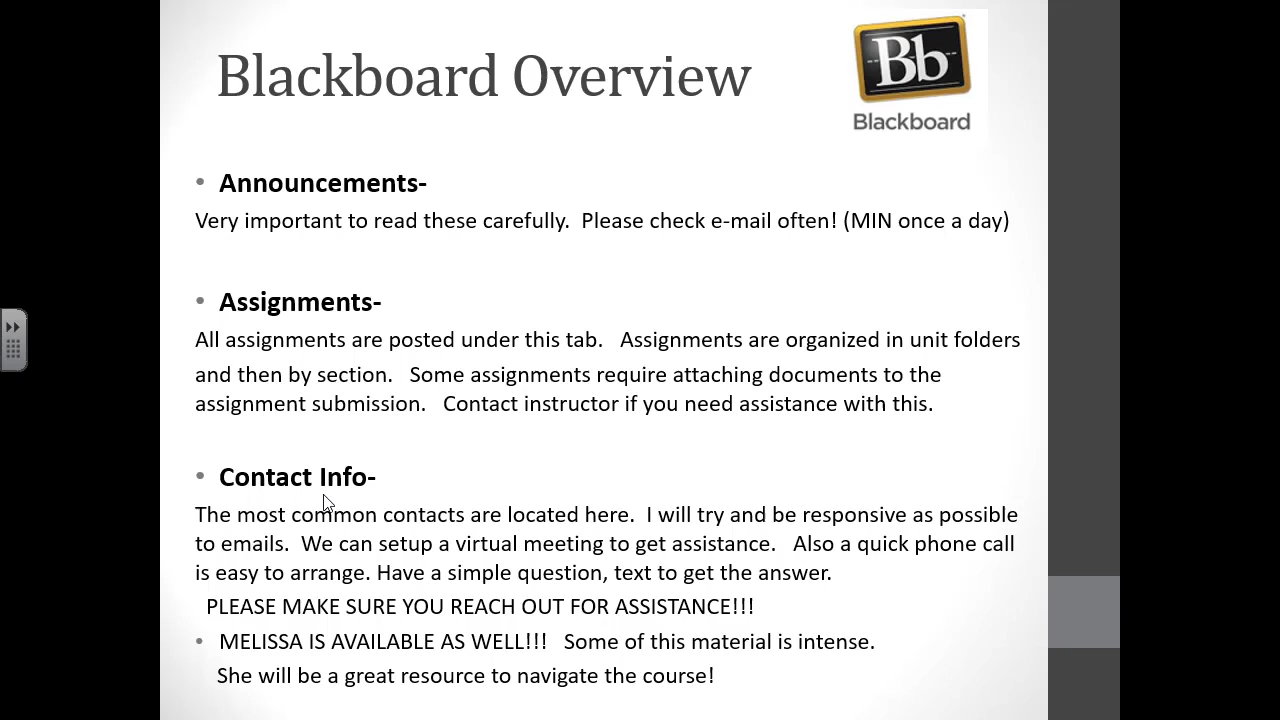 Blackboard Overview
Bb
Blackboard
• Announcements-
Very important to read these carefully.  Please check e-mail often! (MIN once a day)
• Assignments-
All assignments are posted under this tab.   Assignments are organized in unit folders
and then by section.   Some assignments require attaching documents to the
assignment submission.   Contact instructor if you need assistance with this.
• Contact Info-
The most common contacts are located here.  I will try and be responsive as possible
to emails.  We can setup a virtual meeting to get assistance.   Also a quick phone call
is easy to arrange. Have a simple question, text to get the answer.
PLEASE MAKE SURE YOU REACH OUT FOR ASSISTANCE!!!
• MELISSA IS AVAILABLE AS WELL!!!   Some of this material is intense.
She will be a great resource to navigate the course!